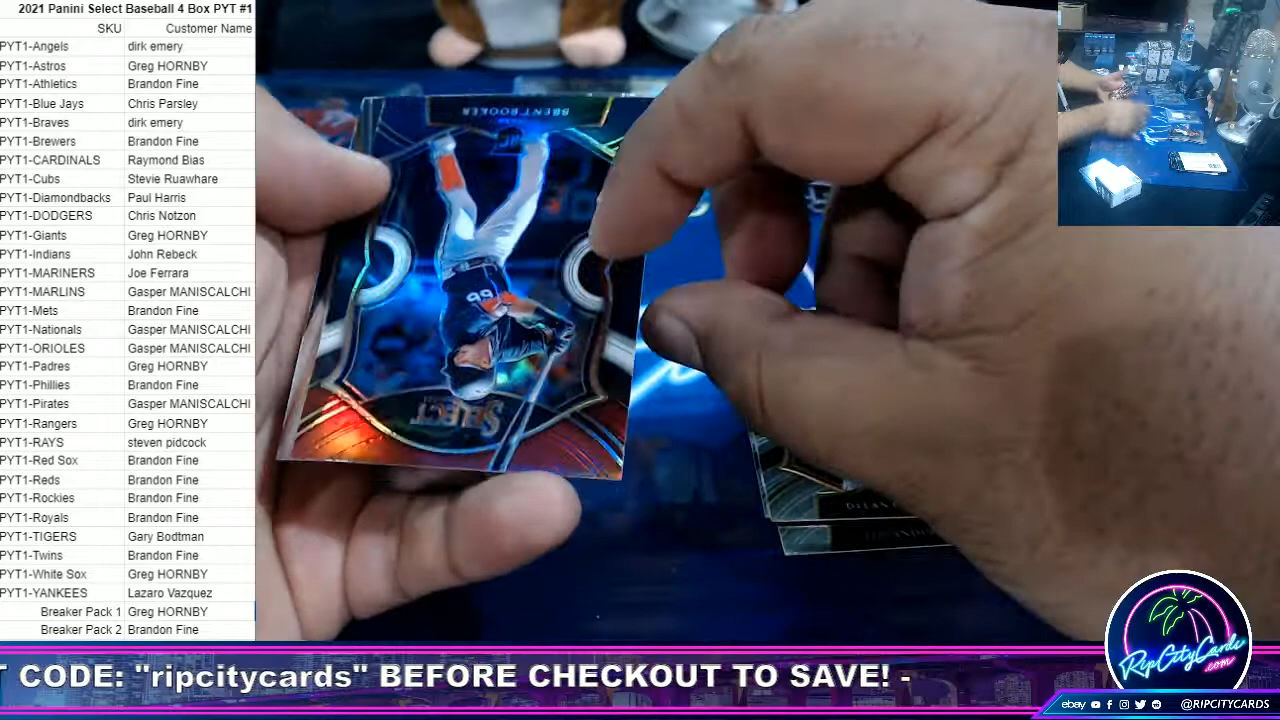 2021 Panini Select Baseball 4 Box PYT #1
SKU Customer Name
PYT1-Angels dirk emery
PYT1-Astros Greg HORNBY
PYT1-Athletics Brandon Fine
PYT1-Blue Jays Chris Parsley
PYT1-Braves dirk emery
PYT1-Brewers Brandon Fine
PYT1-CARDINALS Raymond Bias
PYT1-Cubs Stevie Ruawhare
PYT1-Diamondbacks Paul Harris
PYT1-DODGERS Chris Notzon
PYT1-Giants Greg HORNBY
PYT1-Indians John Rebeck
PYT1-MARINERS Joe Ferrara
PYT1-MARLINS Gasper MANISCALCHI
PYT1-Mets Brandon Fine
PYT1-Nationals Gasper MANISCALCHI
PYT1-ORIOLES Gasper MANISCALCHI
PYT1-Padres Greg HORNBY
PYT1-Phillies Brandon Fine
PYT1-Pirates Gasper MANISCALCHI
PYT1-Rangers Greg HORNBY
PYT1-RAYS steven pidcock
PYT1-Red Sox Brandon Fine
PYT1-Reds Brandon Fine
PYT1-Rockies Brandon Fine
PYT1-Royals Brandon Fine
PYT1-TIGERS Gary Bodtman
PYT1-Twins Brandon Fine
PYT1-White Sox Greg HORNBY
PYT1-YANKEES Lazaro Vazquez
Breaker Pack 1 Greg HORNBY
Breaker Pack 2 Brandon Fine
BRENT ROOKER
66
SELECT
T CODE: "ripcitycards" BEFORE CHECKOUT TO SAVE! -
RipCityCards
.com
ebay @RIPCITYCARDS